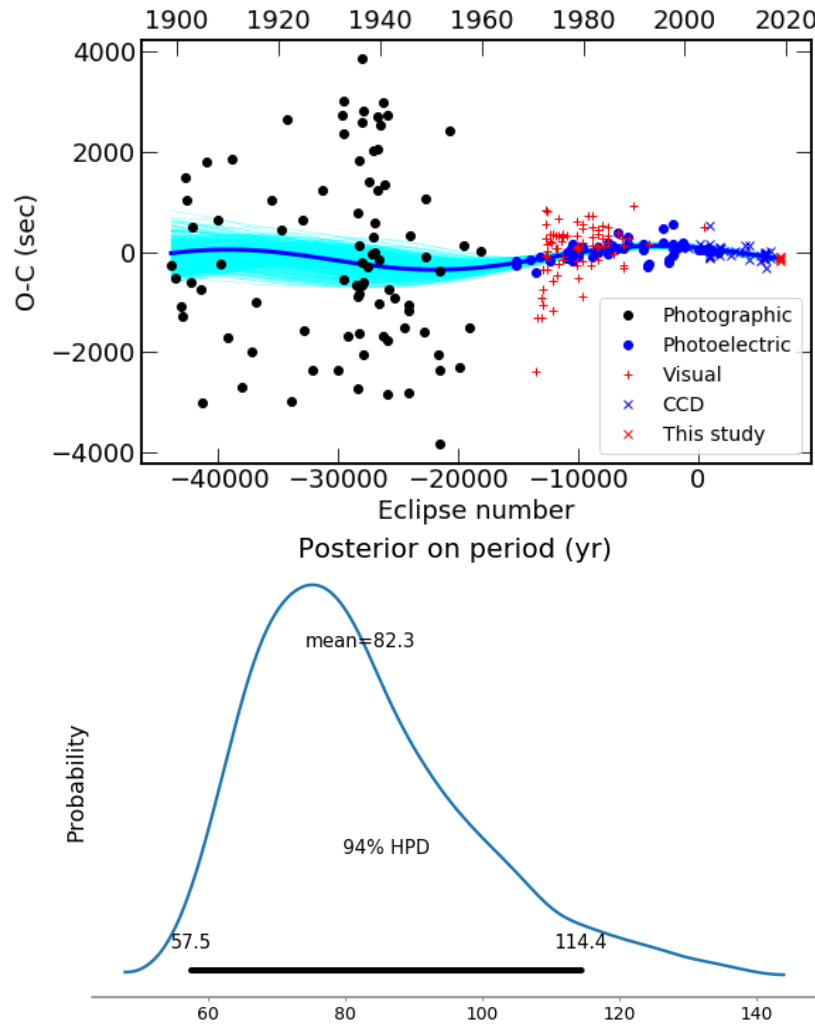 1900 1920 1940 1960 1980 2000 2020
4000
2000
0
−2000
−4000
O-C (sec)
Photographic
Photoelectric
Visual
CCD
This study
−40000 −30000 −20000 −10000 0
Eclipse number
Posterior on period (yr)
mean=82.3
Probability
94% HPD
57.5 114.4
60 80 100 120 140